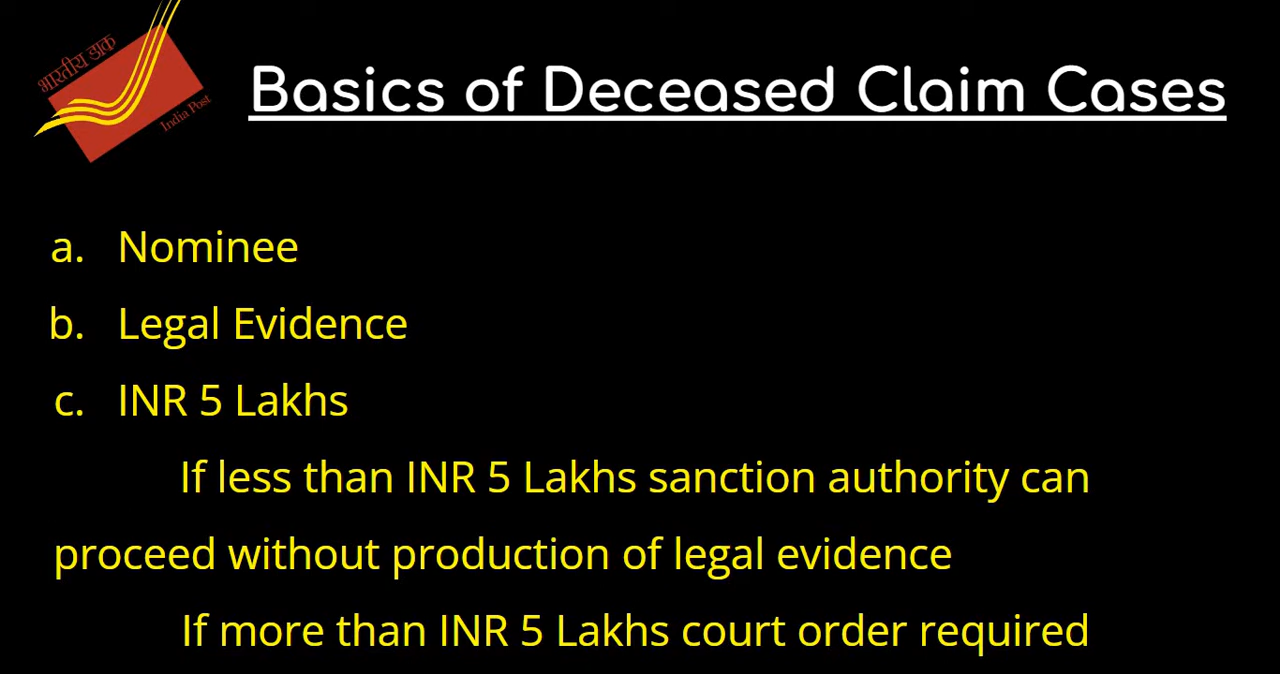 भारतीय डाक
India Post
Basics of Deceased Claim Cases
a. Nominee
b. Legal Evidence
c. INR 5 Lakhs
If less than INR 5 Lakhs sanction authority can
proceed without production of legal evidence
If more than INR 5 Lakhs court order required